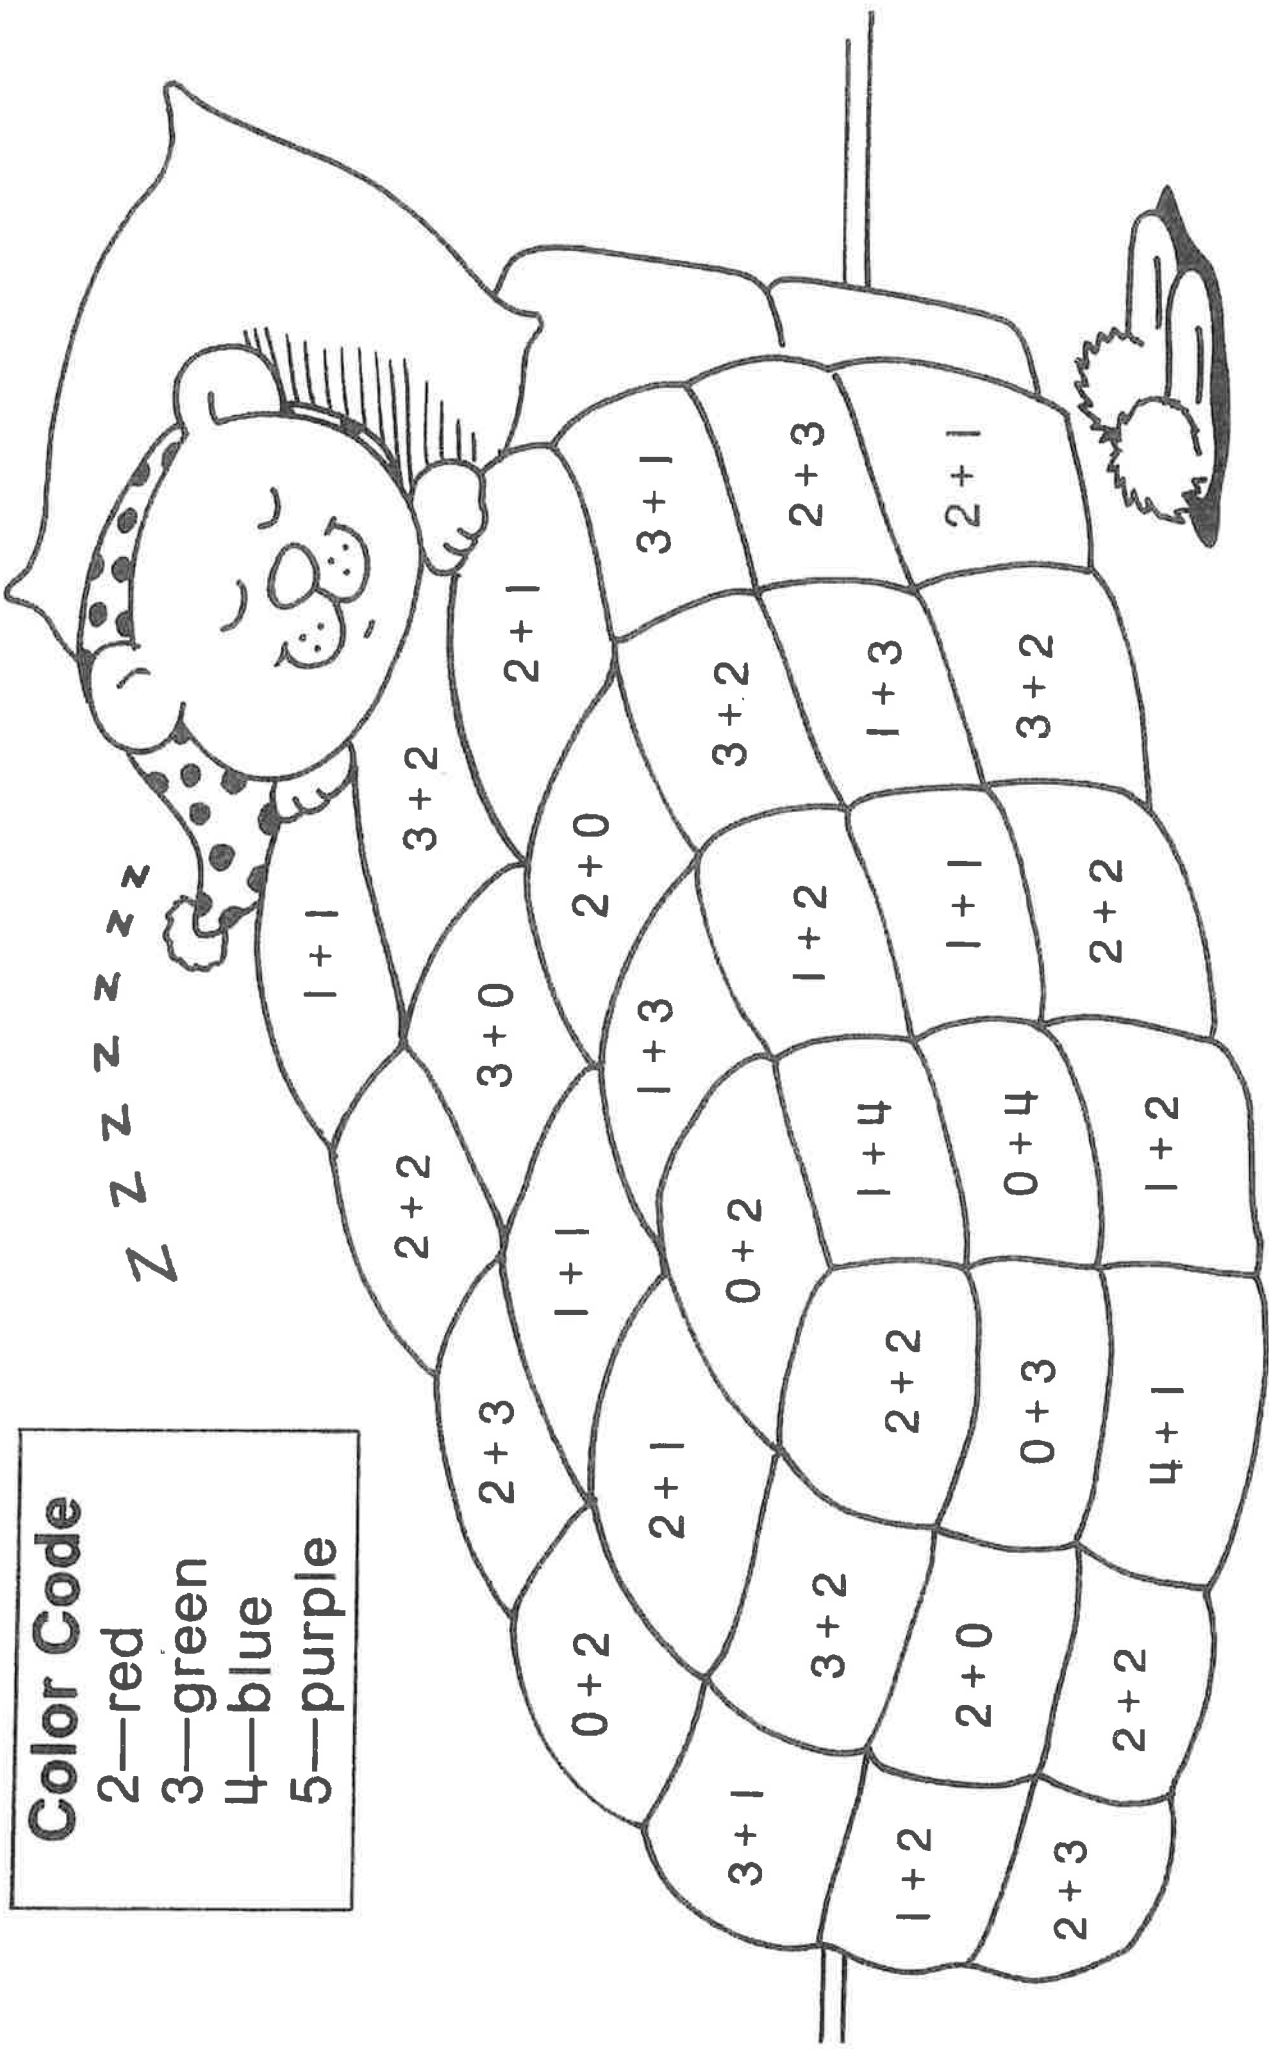 Color Code
2—red
3—green
4—blue
5—purple
Z Z Z Z Z Z Z
1 + 1
2 + 2
3 + 2
2 + 3
3 + 0
2 + 1
0 + 2
1 + 1
2 + 0
2 + 1
1 + 3
3 + 1
3 + 1
0 + 2
3 + 2
3 + 2
1 + 2
2 + 3
1 + 2
2 + 2
1 + 4
1 + 3
2 + 0
0 + 4
1 + 1
2 + 1
2 + 3
0 + 3
3 + 2
2 + 2
4 + 1
1 + 2
2 + 2